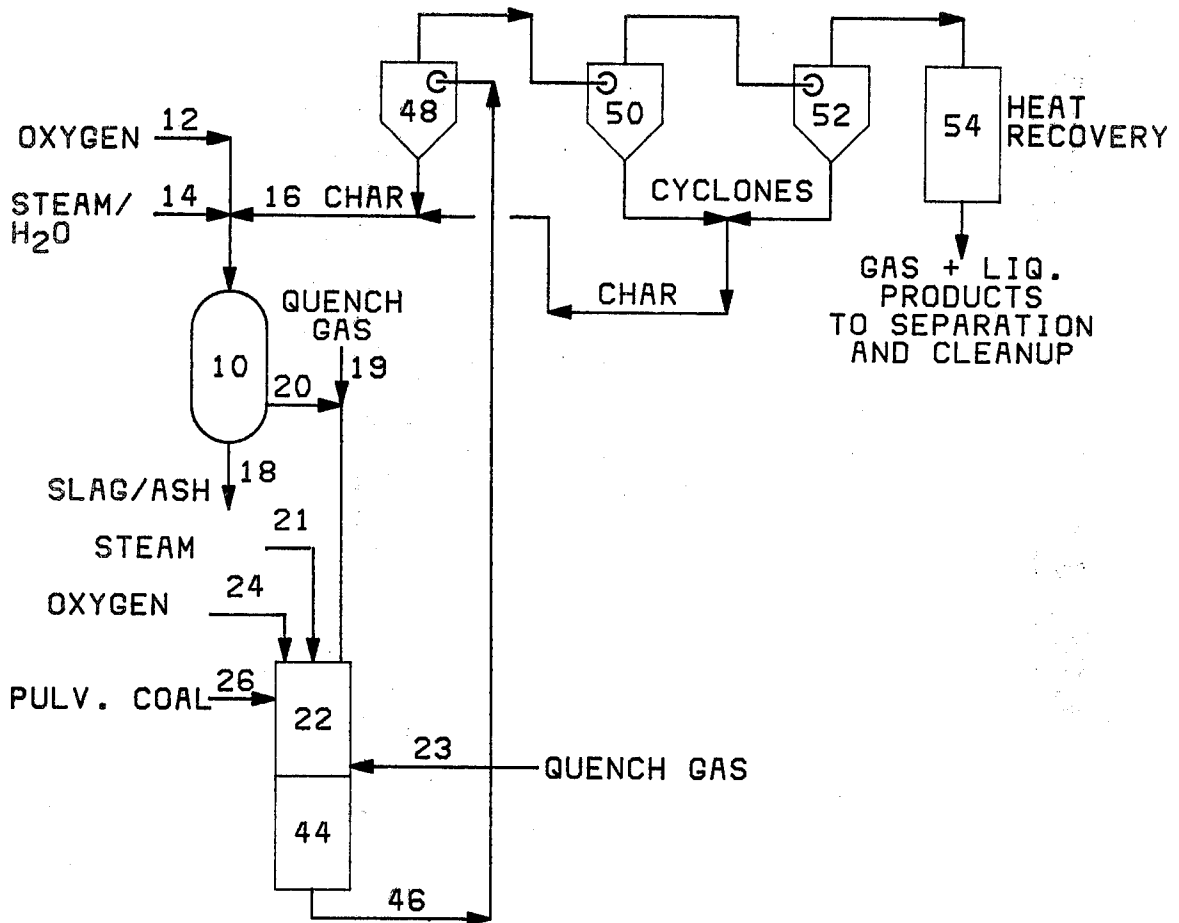 48
50
52
54
HEAT
RECOVERY
OXYGEN
12
STEAM/
H2O
14
16 CHAR
CYCLONES
CHAR
GAS + LIQ.
PRODUCTS
TO SEPARATION
AND CLEANUP
QUENCH
GAS
19
10
20
18
SLAG/ASH
21
STEAM
24
OXYGEN
PULV. COAL
26
22
23
QUENCH GAS
44
46